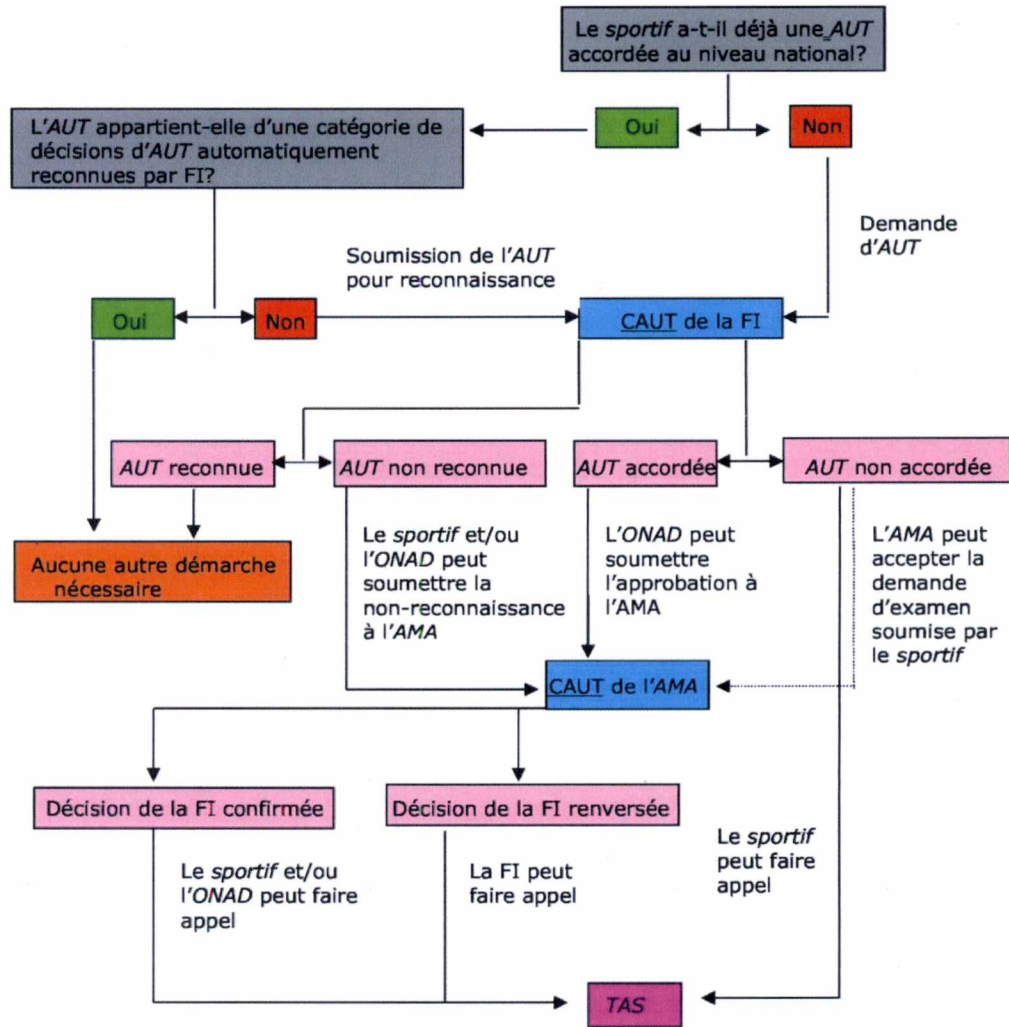 Le sportif a-t-il déjà une AUT
accordée au niveau national?
Oui
Non
L'AUT appartient-elle d'une catégorie de
décisions d'AUT automatiquement
reconnues par FI?
Demande
d'AUT
Soumission de l'AUT
pour reconnaissance
Oui
Non
CAUT de la FI
AUT reconnue
AUT non reconnue
AUT accordée
AUT non accordée
Aucune autre démarche
nécessaire
Le sportif et/ou
l'ONAD peut
soumettre la
non-reconnaissance
à l'AMA
L'ONAD peut
soumettre
l'approbation à
l'AMA
L'AMA peut
accepter la
demande
d'examen
soumise par
le sportif
CAUT de l'AMA
Décision de la FI confirmée
Décision de la FI renversée
Le sportif et/ou
l'ONAD peut faire
appel
La FI peut
faire appel
Le sportif
peut faire
appel
TAS